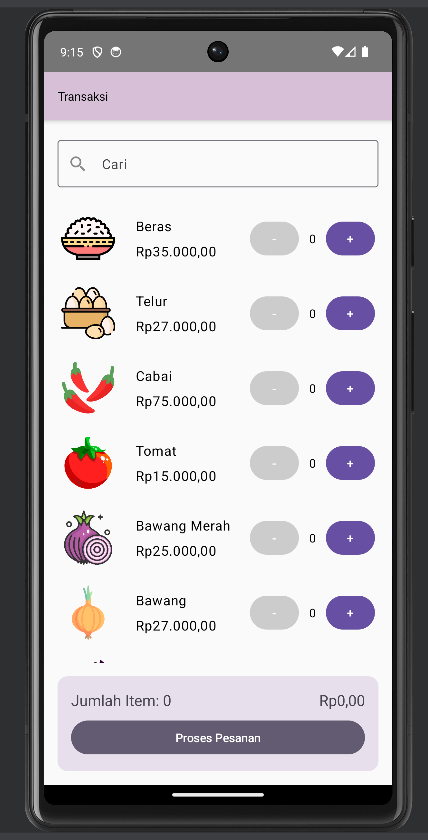 9:15
Transaksi
Cari
Beras
Rp35.000,00
- 0 +
Telur
Rp27.000,00
- 0 +
Cabai
Rp75.000,00
- 0 +
Tomat
Rp15.000,00
- 0 +
Bawang Merah
Rp25.000,00
- 0 +
Bawang
Rp27.000,00
- 0 +
Jumlah Item: 0 Rp0,00
Proses Pesanan